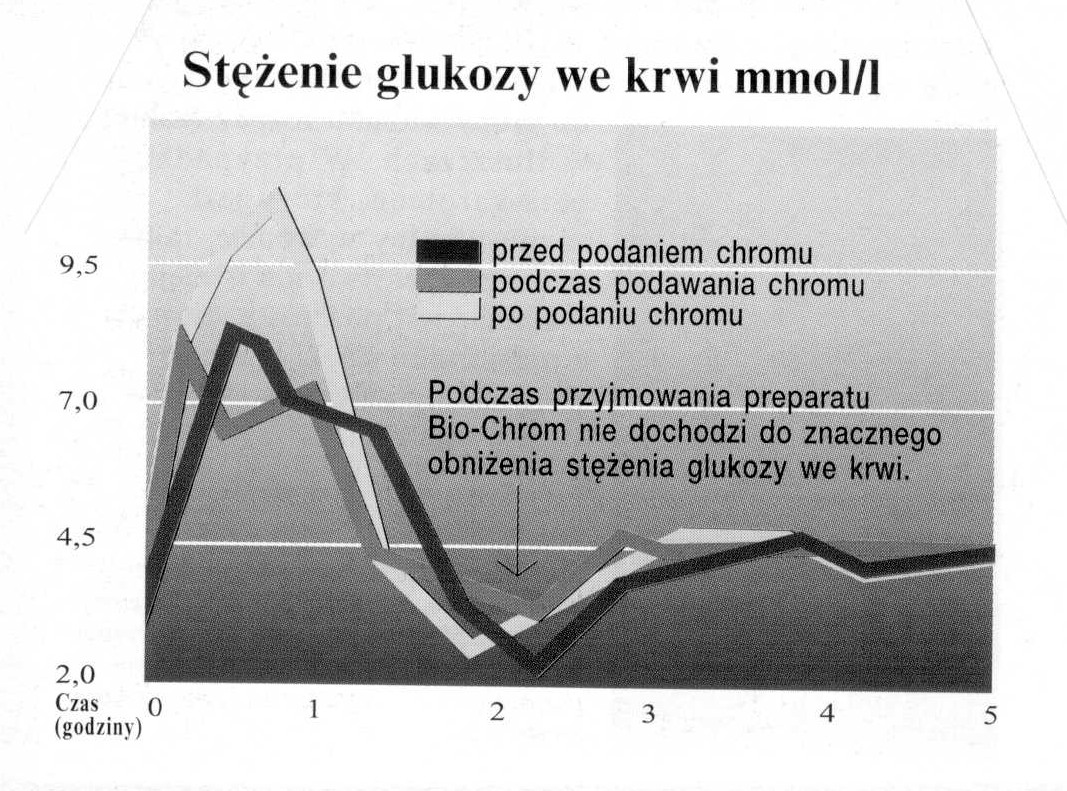 Stężenie glukozy we krwi mmol/l
9,5
7,0
4,5
2,0
przed podaniem chromu
podczas podawania chromu
po podaniu chromu
Podczas przyjmowania preparatu
Bio-Chrom nie dochodzi do znacznego
obniżenia stężenia glukozy we krwi.
Czas
(godziny)
0 1 2 3 4 5